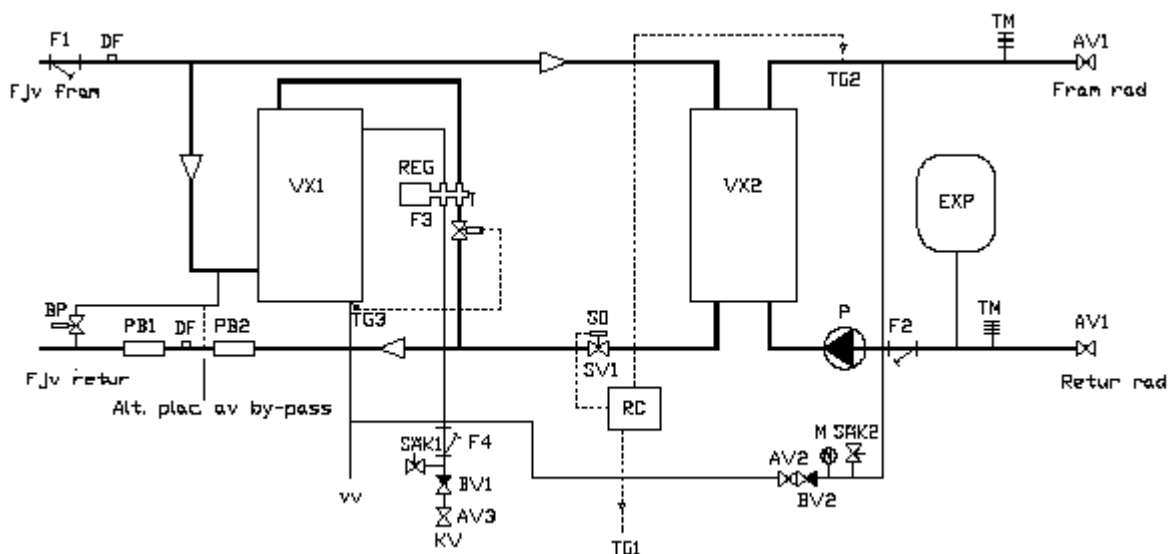 F1
DF
TM
AV1
Fjv fram
TG2
Fram rad
VX1
REG
T
F3
VX2
EXP
BP
PB1
DF
PB2
TG3
SO
SV1
P
F2
TM
AV1
Fjv retur
Retur rad
Alt. plac av by-pass
RC
SÄK1
F4
M
SÄK2
AV2
BV1
BV2
VV
AV3
KV
TG1